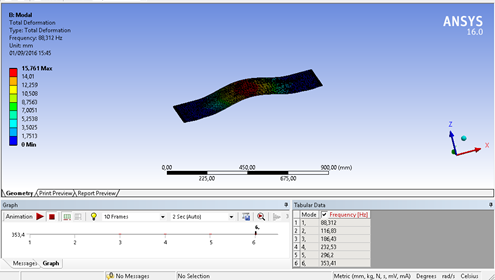 B: Modal
Total Deformation
Type: Total Deformation
Frequency: 88,312 Hz
Unit: mm
01/09/2016 15:45
ANSYS
16.0
15,761 Max
14,01
12,259
10,508
8,7563
7,0051
5,2538
3,5025
1,7513
0 Min
Z
X
0,00 450,00 900,00 (mm)
225,00 675,00
Geometry Print Preview Report Preview
Graph
Animation 10 Frames 2 Sec (Auto)
6,
353,4
1 2 3 4 5 6
Messages Graph
Tabular Data
Mode Frequency [Hz]
1 1, 88,312
2 2, 116,83
3 3, 186,43
4 4, 232,53
5 5, 296,2
6 6, 353,41
No Messages No Selection Metric (mm, kg, N, s, mV, mA) Degrees rad/s Celsius